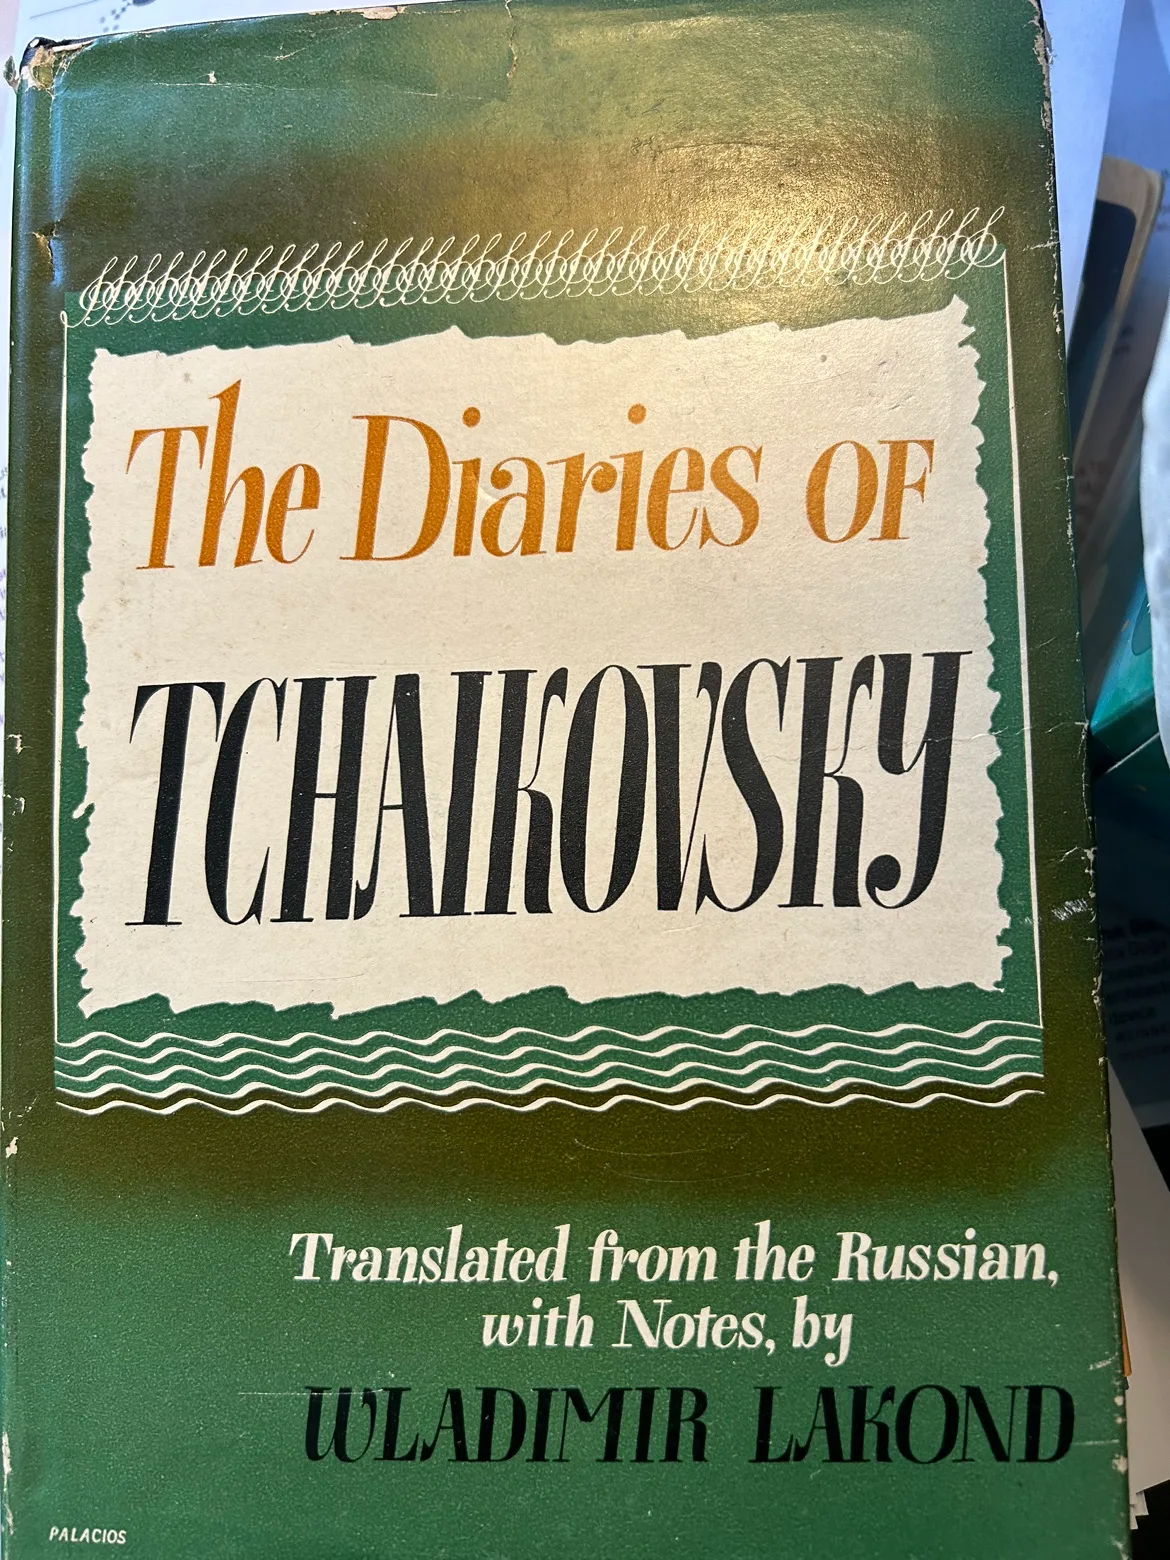 The Diaries OF
TCHAIKOVSKY
Translated from the Russian,
with Notes, by
WLADIMIR LAKOND
PALACIOS